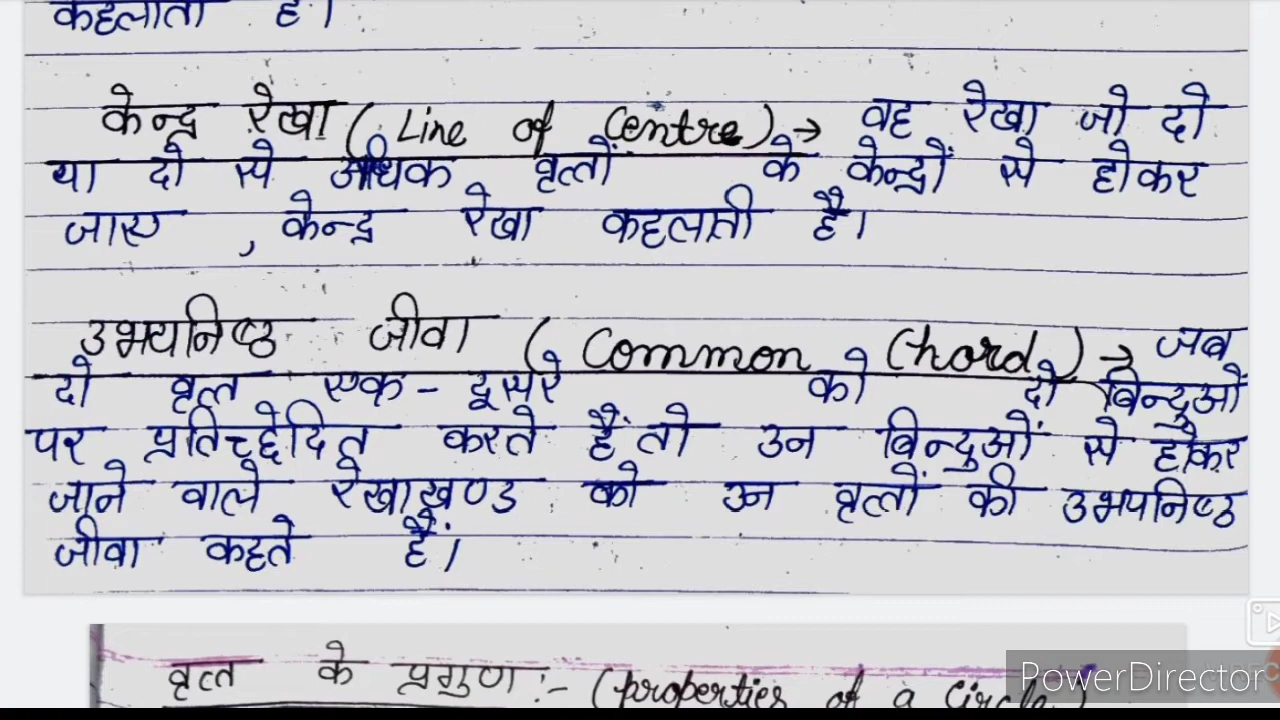 कहलाता है।
केन्द्र रेखा (Line of Centre) → वह रेखा जो दो
या दो से अधिक वृत्तों के केन्द्रों से होकर
जाए , केन्द्र रेखा कहलाती है।
उभयनिष्ठ जीवा (Common Chord) → जब
दो वृत्त एक - दूसरे को दो बिन्दुओं
पर प्रतिच्छेदित करते हैं तो उन बिन्दुओं से होकर
जाने वाले रेखाखण्ड को उन वृत्तों की उभयनिष्ठ
जीवा कहते हैं।
वृत्त के प्रगुण :- (properties of a circle)
PowerDirector